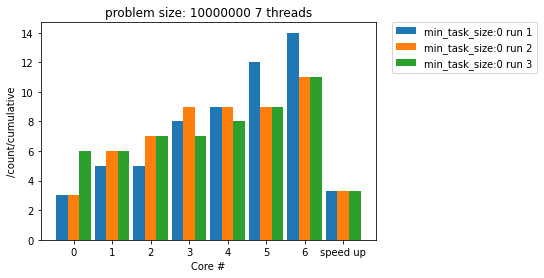 problem size: 10000000 7 threads
min_task_size:0 run 1
min_task_size:0 run 2
min_task_size:0 run 3
14
12
10
8
6
4
2
0
/count/cumulative
0 1 2 3 4 5 6 speed up
Core #